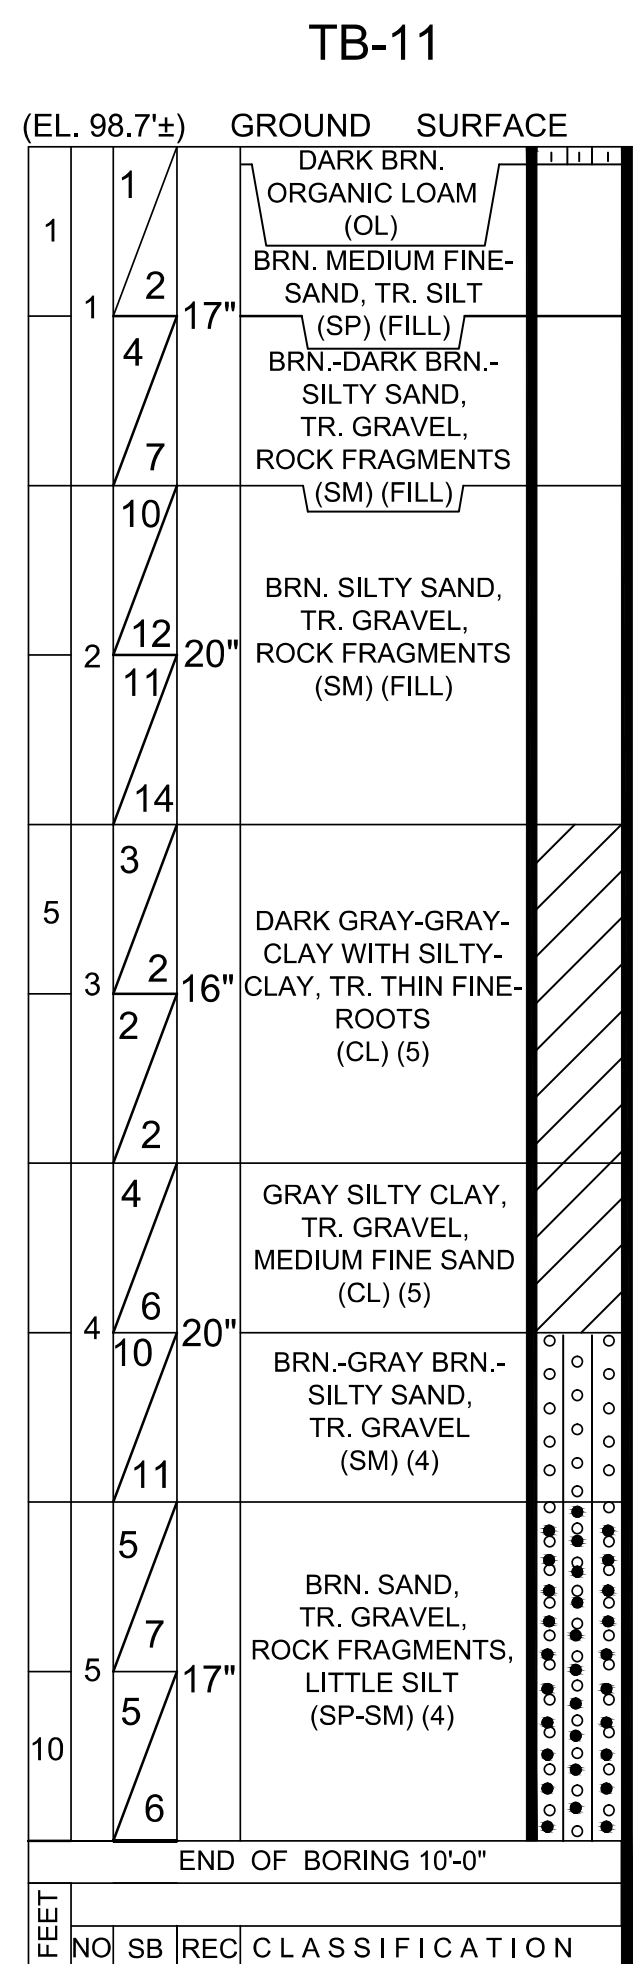 TB-11
(EL. 98.7'±) GROUND SURFACE
DARK BRN.
1
ORGANIC LOAM
1
(OL)
BRN. MEDIUM FINE-
2
SAND, TR. SILT
1
17"
(SP) (FILL)
4
BRN.-DARK BRN.-
SILTY SAND,
TR. GRAVEL,
7
ROCK FRAGMENTS
(SM) (FILL)
10
BRN. SILTY SAND,
TR. GRAVEL,
12
2
20"
ROCK FRAGMENTS
11
(SM) (FILL)
14
3
5
DARK GRAY-GRAY-
CLAY WITH SILTY-
2
3
16"
CLAY, TR. THIN FINE-
2
ROOTS
(CL) (5)
2
4
GRAY SILTY CLAY,
TR. GRAVEL,
MEDIUM FINE SAND
6
(CL) (5)
4
20"
10
BRN.-GRAY BRN.-
SILTY SAND,
TR. GRAVEL
11
(SM) (4)
5
BRN. SAND,
TR. GRAVEL,
7
ROCK FRAGMENTS,
5
17"
LITTLE SILT
5
(SP-SM) (4)
10
6
END OF BORING 10'-0"
FEET
NO SB REC CLASSIFICATION